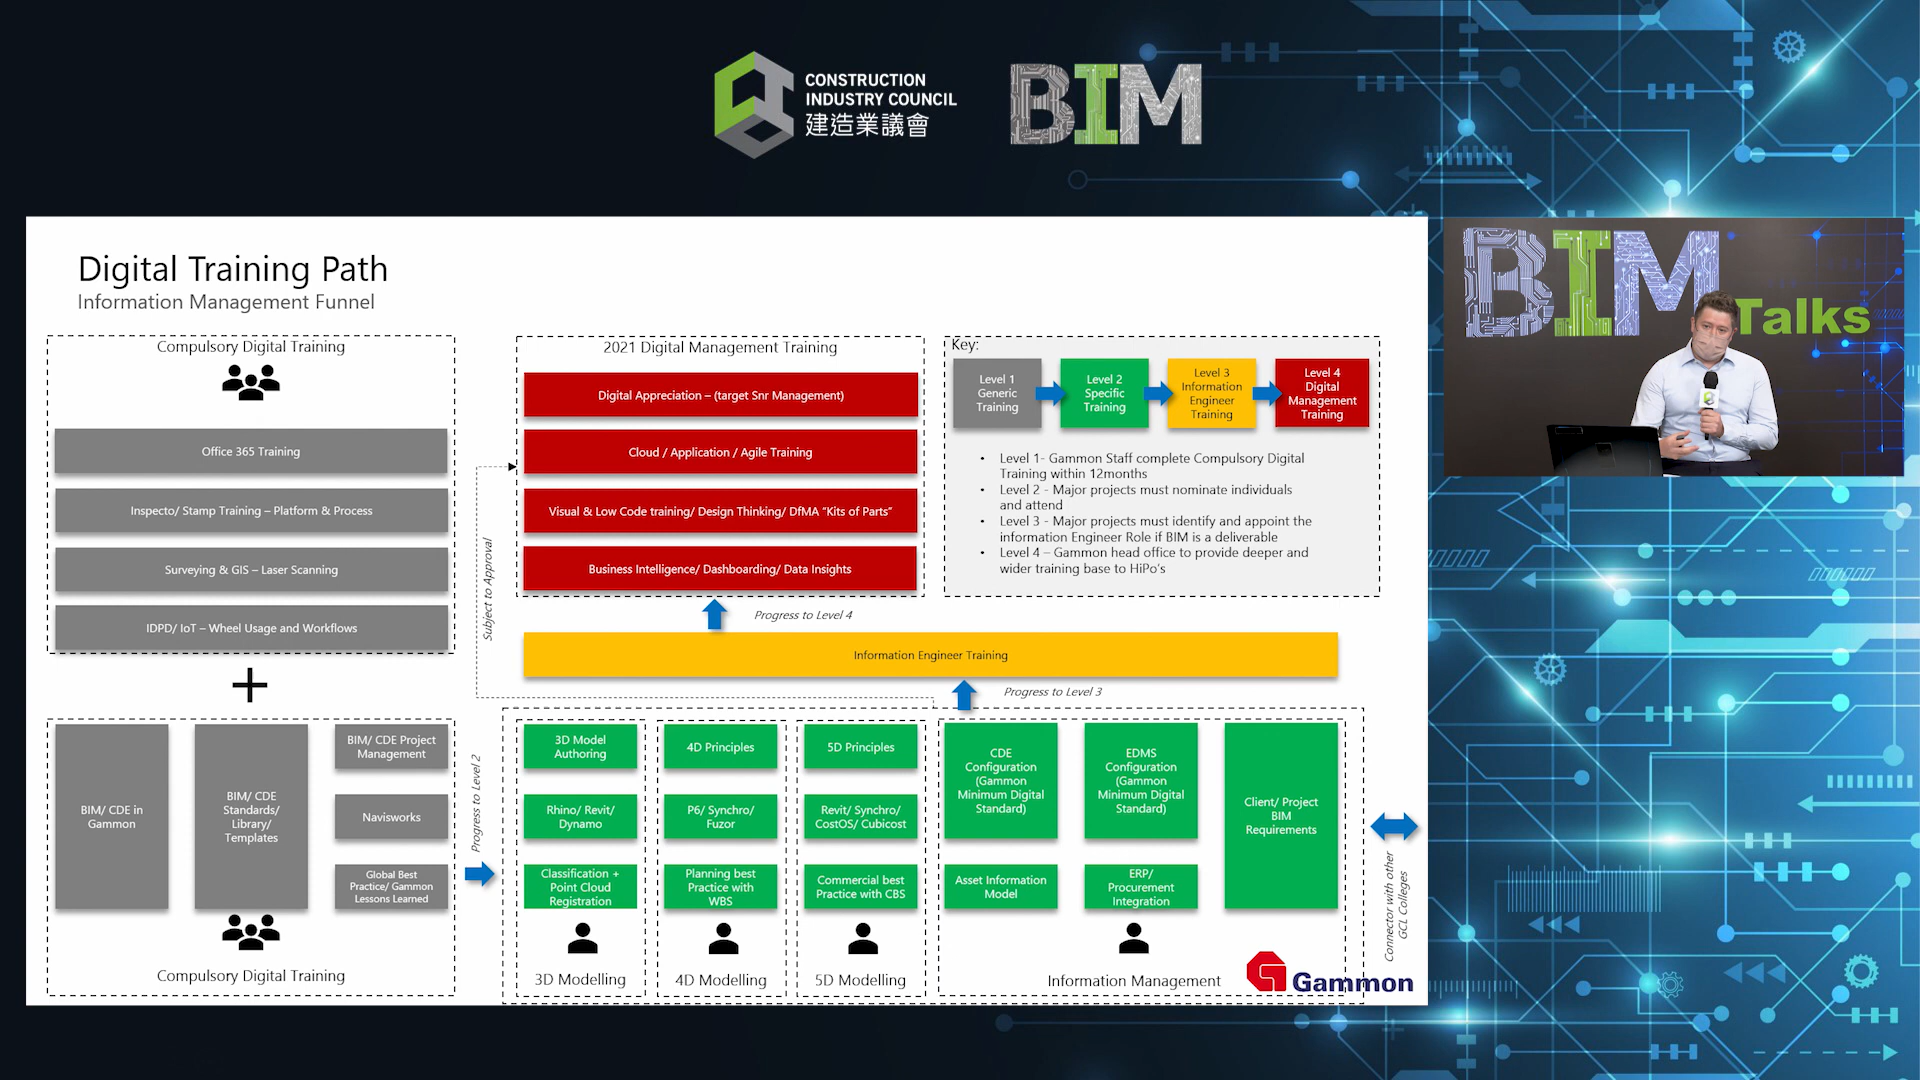 CONSTRUCTION
INDUSTRY COUNCIL
建造業議會
BIM
Digital Training Path
Information Management Funnel
Compulsory Digital Training
Office 365 Training
Inspecto/ Stamp Training – Platform & Process
Surveying & GIS – Laser Scanning
IDPD/ IoT – Wheel Usage and Workflows
BIM/ CDE in
Gammon
BIM/ CDE
Standards/
Library/
Templates
BIM/ CDE Project
Management
Navisworks
Global Best
Practice/ Gammon
Lessons Learned
Compulsory Digital Training
Progress to Level 2
Subject to Approval
2021 Digital Management Training
Digital Appreciation – (target Snr Management)
Cloud / Application / Agile Training
Visual & Low Code training/ Design Thinking/ DfMA "Kits of Parts"
Business Intelligence/ Dashboarding/ Data Insights
Progress to Level 4
Information Engineer Training
Progress to Level 3
3D Model
Authoring
Rhino/ Revit/
Dynamo
Classification +
Point Cloud
Registration
3D Modelling
4D Principles
P6/ Synchro/
Fuzor
Planning best
Practice with
WBS
4D Modelling
5D Principles
Revit/ Synchro/
CostOS/ Cubicost
Commercial best
Practice with CBS
5D Modelling
CDE
Configuration
(Gammon
Minimum Digital
Standard)
Asset Information
Model
EDMS
Configuration
(Gammon
Minimum Digital
Standard)
ERP/
Procurement
Integration
Client/ Project
BIM
Requirements
Information Management
Gammon
Connector with other
GCL Colleges
Key:
Level 1
Generic
Training
Level 2
Specific
Training
Level 3
Information
Engineer
Training
Level 4
Digital
Management
Training
• Level 1- Gammon Staff complete Compulsory Digital
Training within 12months
• Level 2 - Major projects must nominate individuals
and attend
• Level 3 - Major projects must identify and appoint the
information Engineer Role if BIM is a deliverable
• Level 4 – Gammon head office to provide deeper and
wider training base to HiPo's
BIM
Talks